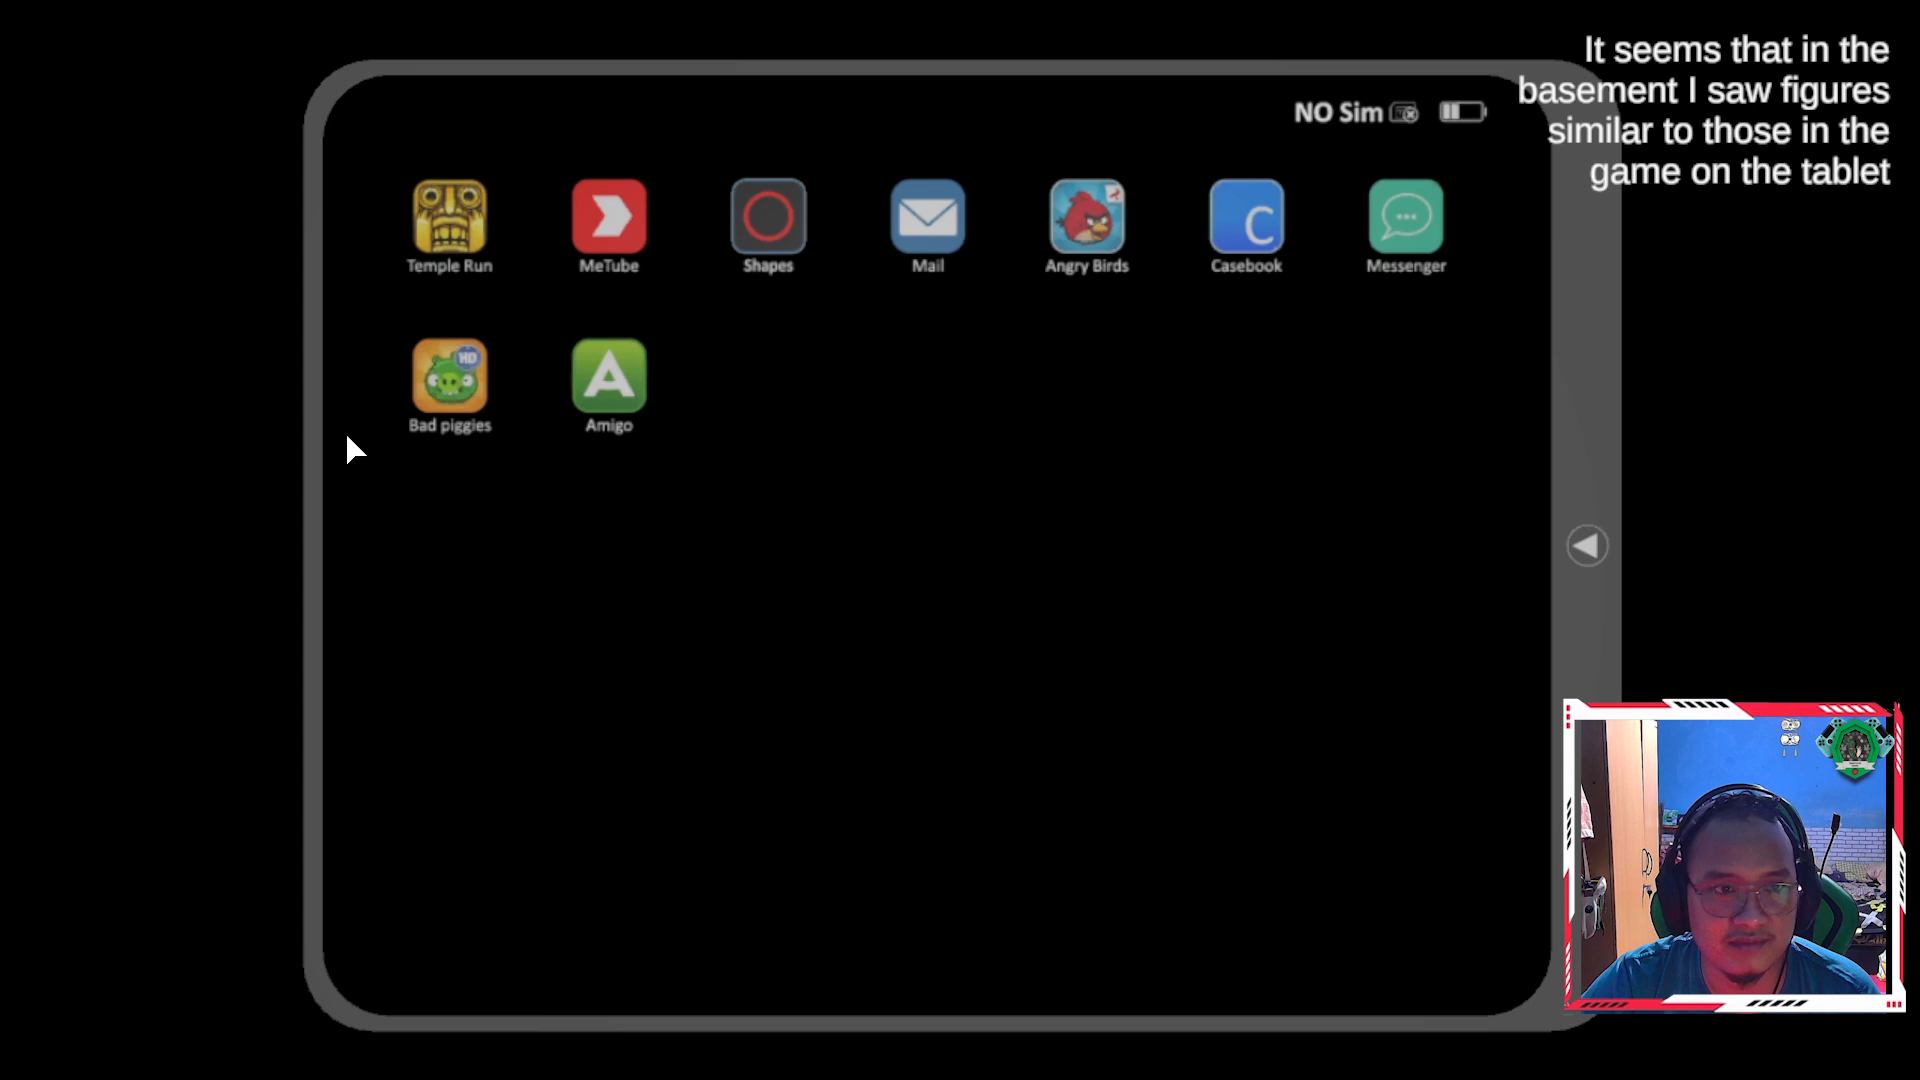 It seems that in the
basement I saw figures
similar to those in the
game on the tablet
NO Sim
Temple Run
MeTube
Shapes
Mail
Angry Birds
C
Casebook
Messenger
HD
Bad piggies
A
Amigo